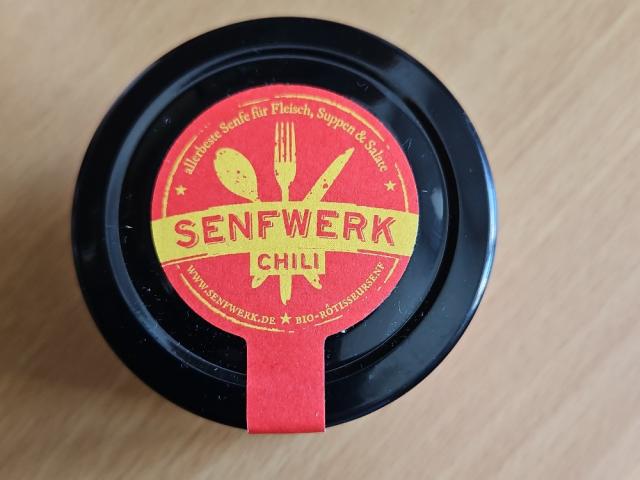 allerbeste Senfe für Fleisch, Suppen & Salate
SENFWERK
CHILI
WWW.SENFWERK.DE ★ BIO-RÔTISSEURSENF